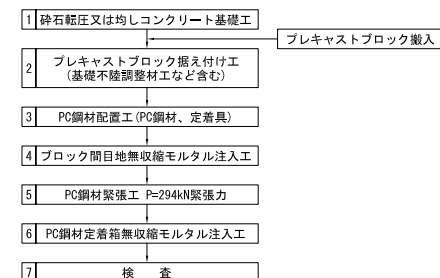 1 砕石転圧又は均しコンクリート基礎工
プレキャストブロック搬入
2 プレキャストブロック据え付け工
(基礎不陸調整材工など含む)
3 PC鋼材配置工(PC鋼材、定着具)
4 ブロック間目地無収縮モルタル注入工
5 PC鋼材緊張工 P=294kN緊張力
6 PC鋼材定着箱無収縮モルタル注入工
7 検 査